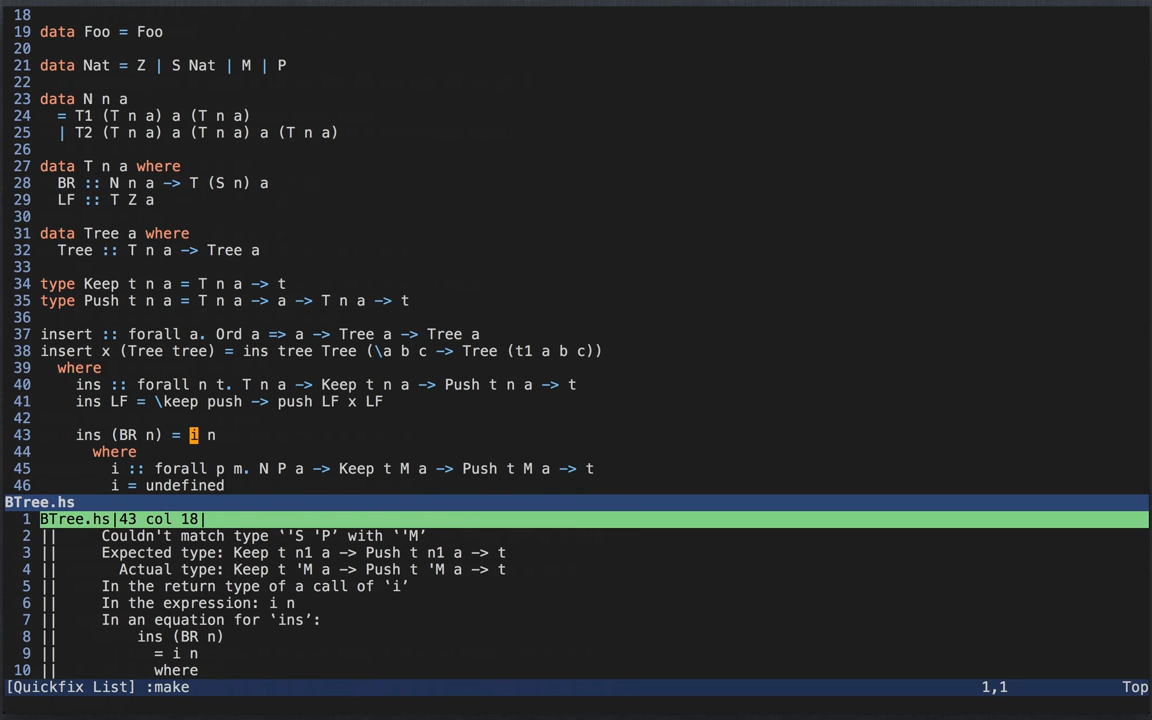 18
19 data Foo = Foo
20
21 data Nat = Z | S Nat | M | P
22
23 data N n a
24   = T1 (T n a) a (T n a)
25   | T2 (T n a) a (T n a) a (T n a)
26
27 data T n a where
28   BR :: N n a -> T (S n) a
29   LF :: T Z a
30
31 data Tree a where
32   Tree :: T n a -> Tree a
33
34 type Keep t n a = T n a -> t
35 type Push t n a = T n a -> a -> T n a -> t
36
37 insert :: forall a. Ord a => a -> Tree a -> Tree a
38 insert x (Tree tree) = ins tree Tree (\a b c -> Tree (t1 a b c))
39   where
40     ins :: forall n t. T n a -> Keep t n a -> Push t n a -> t
41     ins LF = \keep push -> push LF x LF
42
43     ins (BR n) = i n
44       where
45         i :: forall p m. N P a -> Keep t M a -> Push t M a -> t
46         i = undefined
BTree.hs
1 BTree.hs|43 col 18|
2 ||     Couldn't match type ‘'S 'P’ with ‘'M’
3 ||     Expected type: Keep t n1 a -> Push t n1 a -> t
4 ||       Actual type: Keep t 'M a -> Push t 'M a -> t
5 ||     In the return type of a call of ‘i’
6 ||     In the expression: i n
7 ||     In an equation for ‘ins’:
8 ||         ins (BR n)
9 ||           = i n
10 ||           where
[Quickfix List] :make 1,1 Top